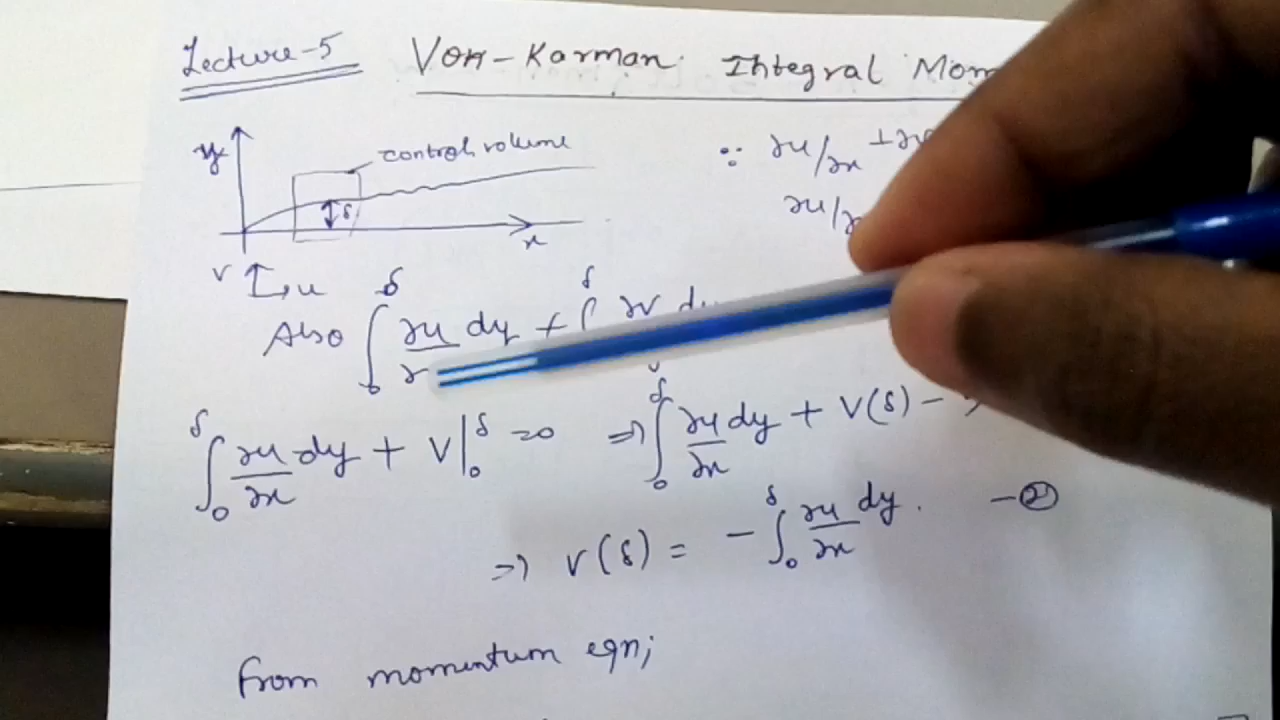 Lecture-5 Von-Karman Integral Mom
control volume
y
δ
x
∵ ∂u/∂x + ∂v
∂u/∂
v u
Also ∫₀^δ ∂u dy + ∫^δ ∂v dy
∫₀^δ ∂u/∂x dy + V|₀^δ = 0 ⇒ ∫₀^δ ∂u/∂x dy + V(δ) -
⇒ V(δ) = - ∫₀^δ ∂u/∂x dy. -②
From momentum eqn;